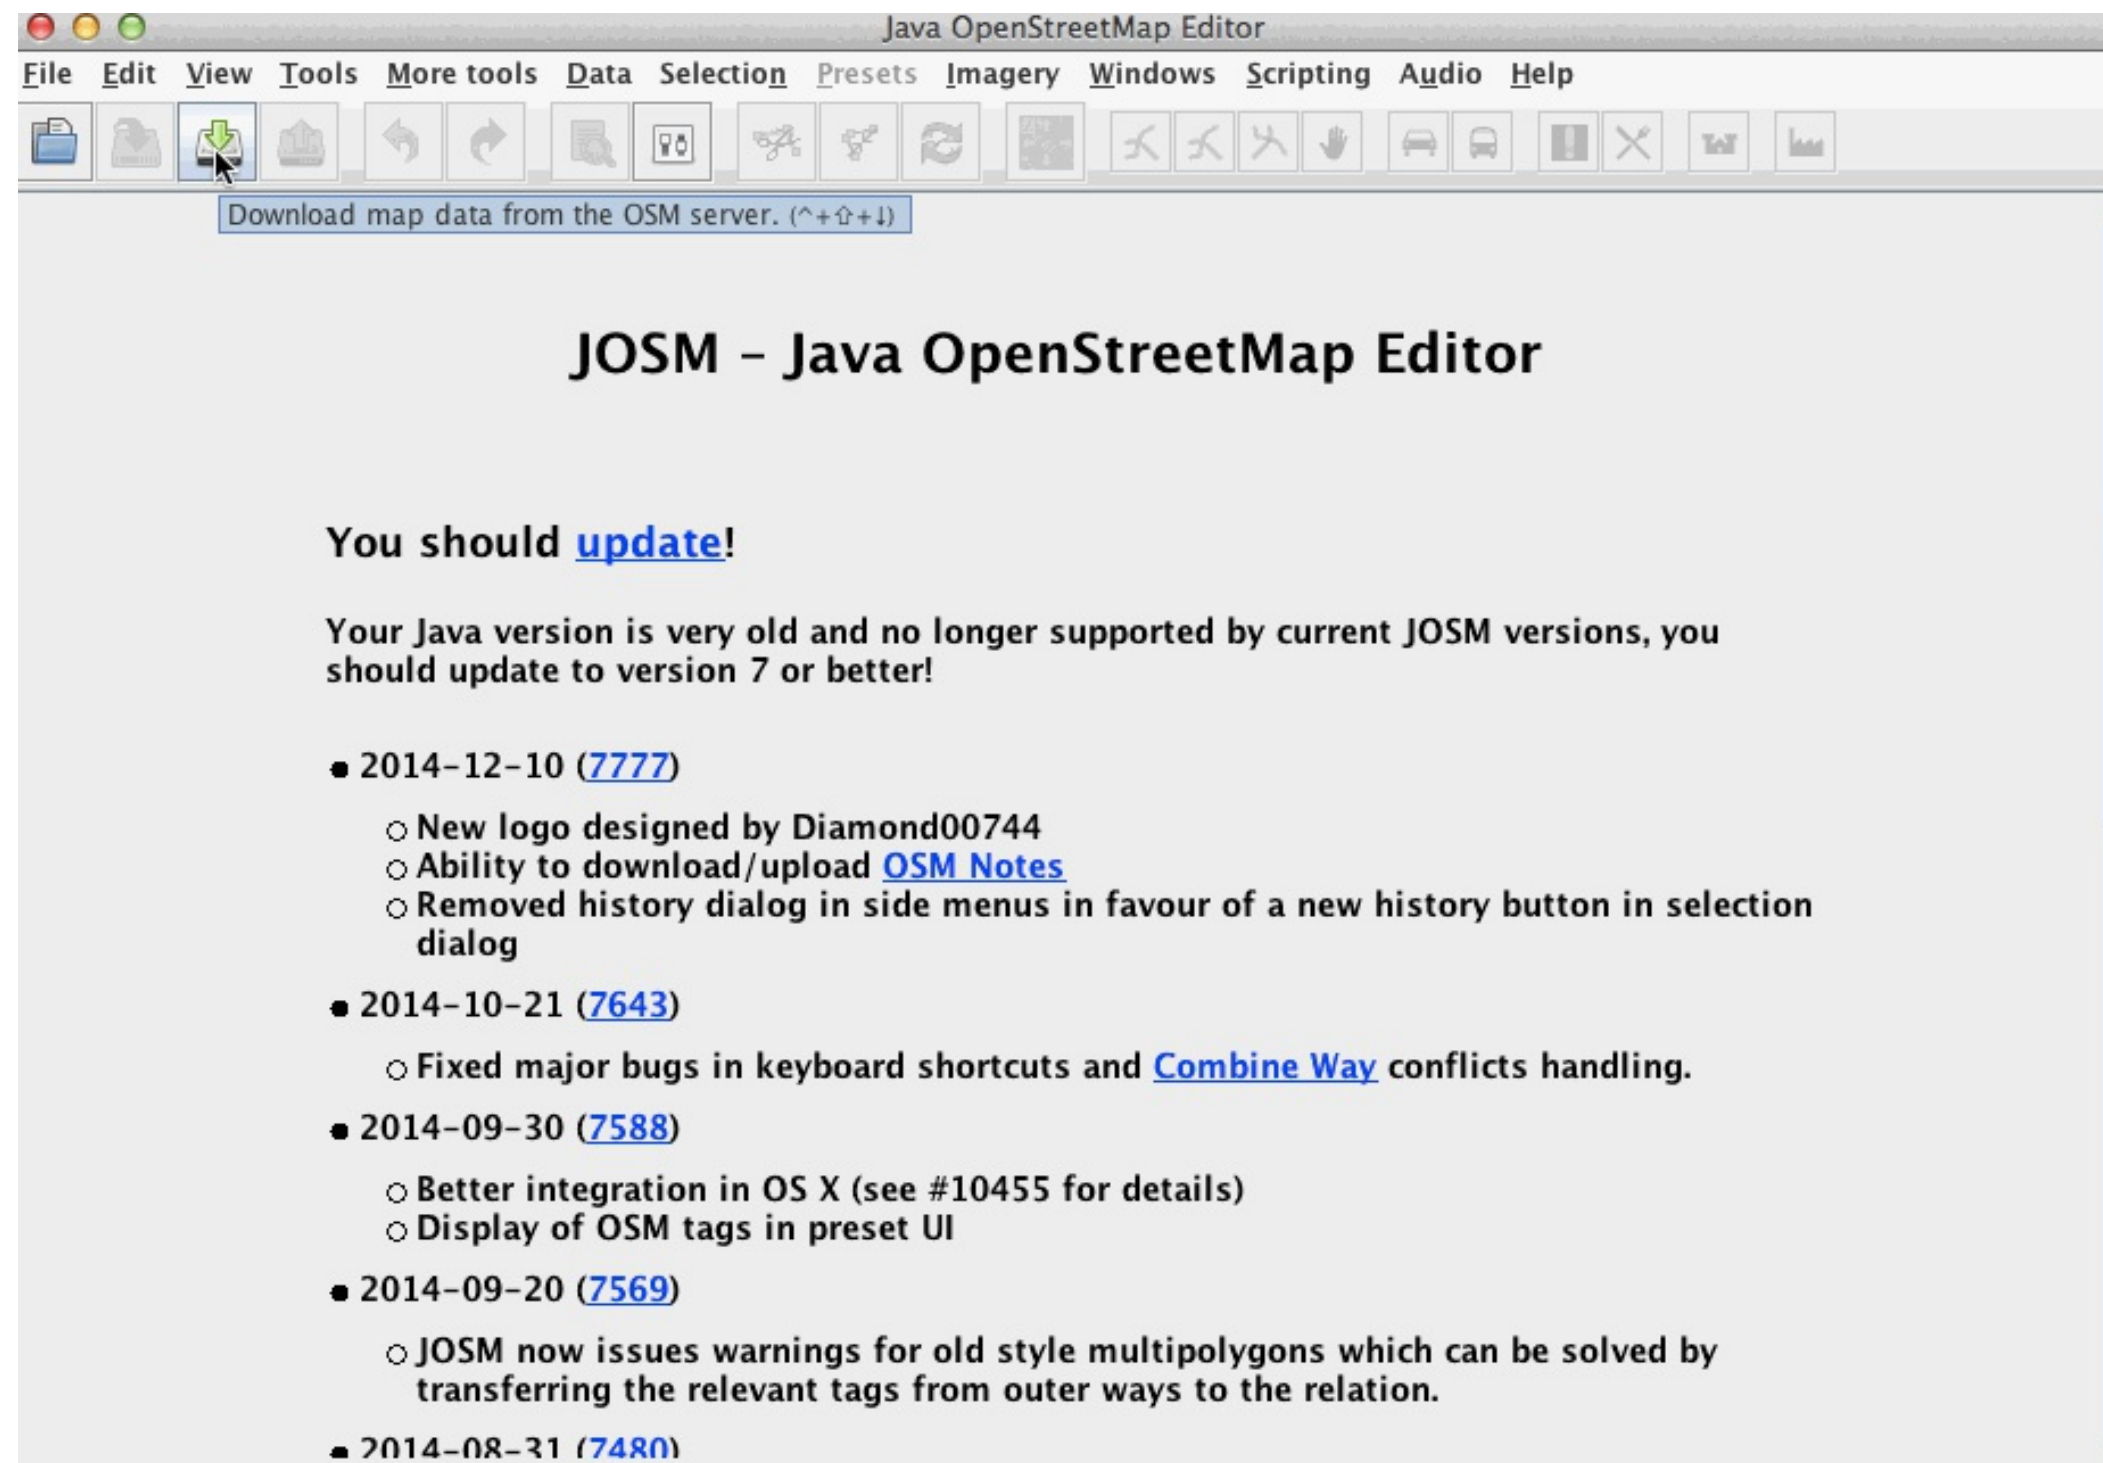 Java OpenStreetMap Editor
File Edit View Tools More tools Data Selection Presets Imagery Windows Scripting Audio Help
Download map data from the OSM server. (^+⇧+↓)
JOSM – Java OpenStreetMap Editor
You should update!
Your Java version is very old and no longer supported by current JOSM versions, you
should update to version 7 or better!
2014-12-10 (7777)
New logo designed by Diamond00744
Ability to download/upload OSM Notes
Removed history dialog in side menus in favour of a new history button in selection
dialog
2014-10-21 (7643)
Fixed major bugs in keyboard shortcuts and Combine Way conflicts handling.
2014-09-30 (7588)
Better integration in OS X (see #10455 for details)
Display of OSM tags in preset UI
2014-09-20 (7569)
JOSM now issues warnings for old style multipolygons which can be solved by
transferring the relevant tags from outer ways to the relation.
2014-08-31 (7480)